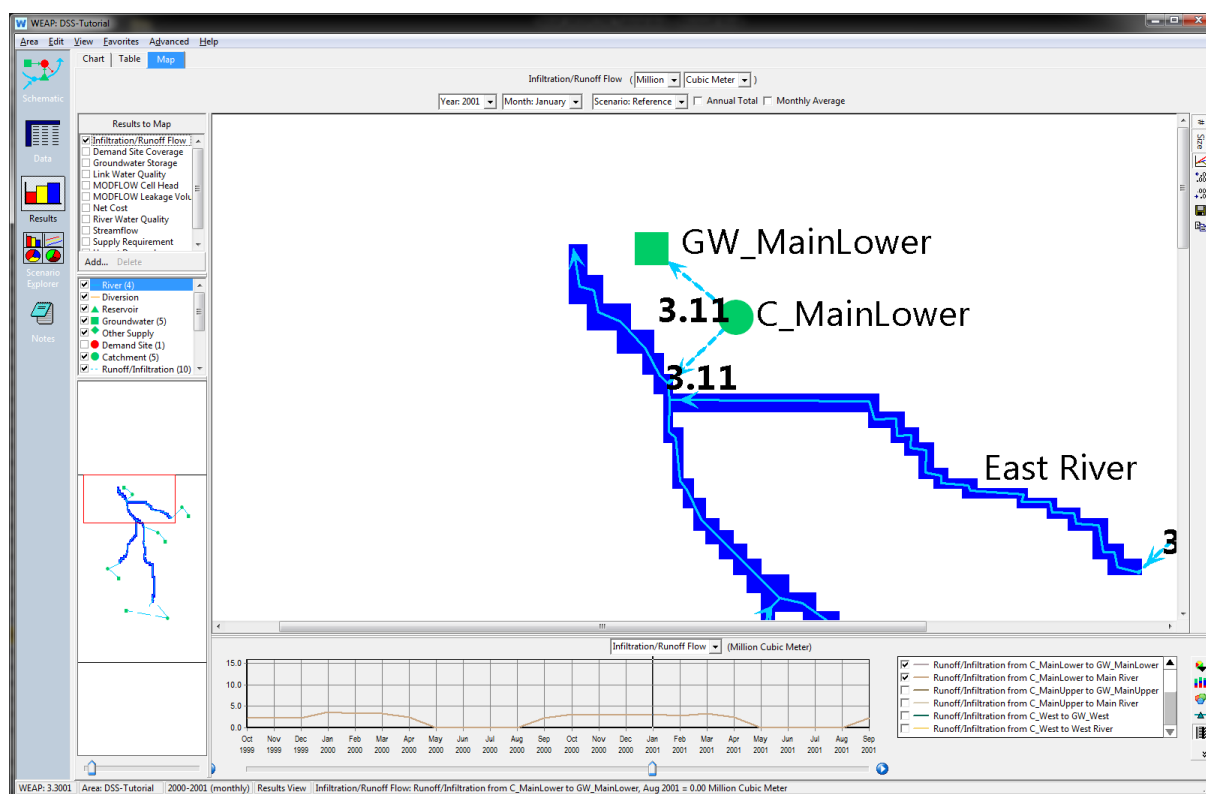 WEAP: DSS-Tutorial
Area Edit View Favorites Advanced Help
Chart Table Map
Infiltration/Runoff Flow ( Million Cubic Meter )
Year: 2001 Month: January Scenario: Reference Annual Total Monthly Average
Schematic
Data
Results
Scenario
Explorer
Notes
Results to Map
Infiltration/Runoff Flow
Demand Site Coverage
Groundwater Storage
Link Water Quality
MODFLOW Cell Head
MODFLOW Leakage Volu
Net Cost
River Water Quality
Streamflow
Supply Requirement
Add... Delete
River (4)
Diversion
Reservoir
Groundwater (5)
Other Supply
Demand Site (1)
Catchment (5)
Runoff/Infiltration (10)
GW_MainLower
3.11
C_MainLower
3.11
East River
3
Size
Infiltration/Runoff Flow (Million Cubic Meter)
15.0
10.0
5.0
0.0
Oct Nov Dec Jan Feb Mar Apr May Jun Jul Aug Sep Oct Nov Dec Jan Feb Mar Apr May Jun Jul Aug Sep
1999 1999 1999 2000 2000 2000 2000 2000 2000 2000 2000 2000 2000 2000 2000 2001 2001 2001 2001 2001 2001 2001 2001 2001
Runoff/Infiltration from C_MainLower to GW_MainLower
Runoff/Infiltration from C_MainLower to Main River
Runoff/Infiltration from C_MainUpper to GW_MainUpper
Runoff/Infiltration from C_MainUpper to Main River
Runoff/Infiltration from C_West to GW_West
Runoff/Infiltration from C_West to West River
WEAP: 3.3001 Area: DSS-Tutorial 2000-2001 (monthly) Results View Infiltration/Runoff Flow: Runoff/Infiltration from C_MainLower to GW_MainLower, Aug 2001 = 0.00 Million Cubic Meter